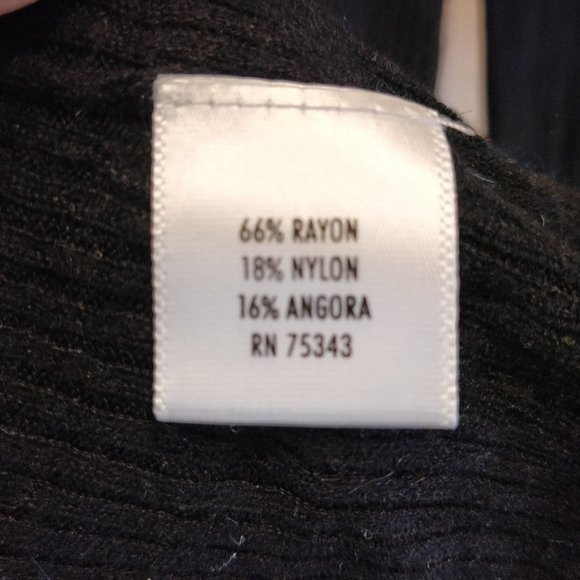 66% RAYON
18% NYLON
16% ANGORA
RN 75343